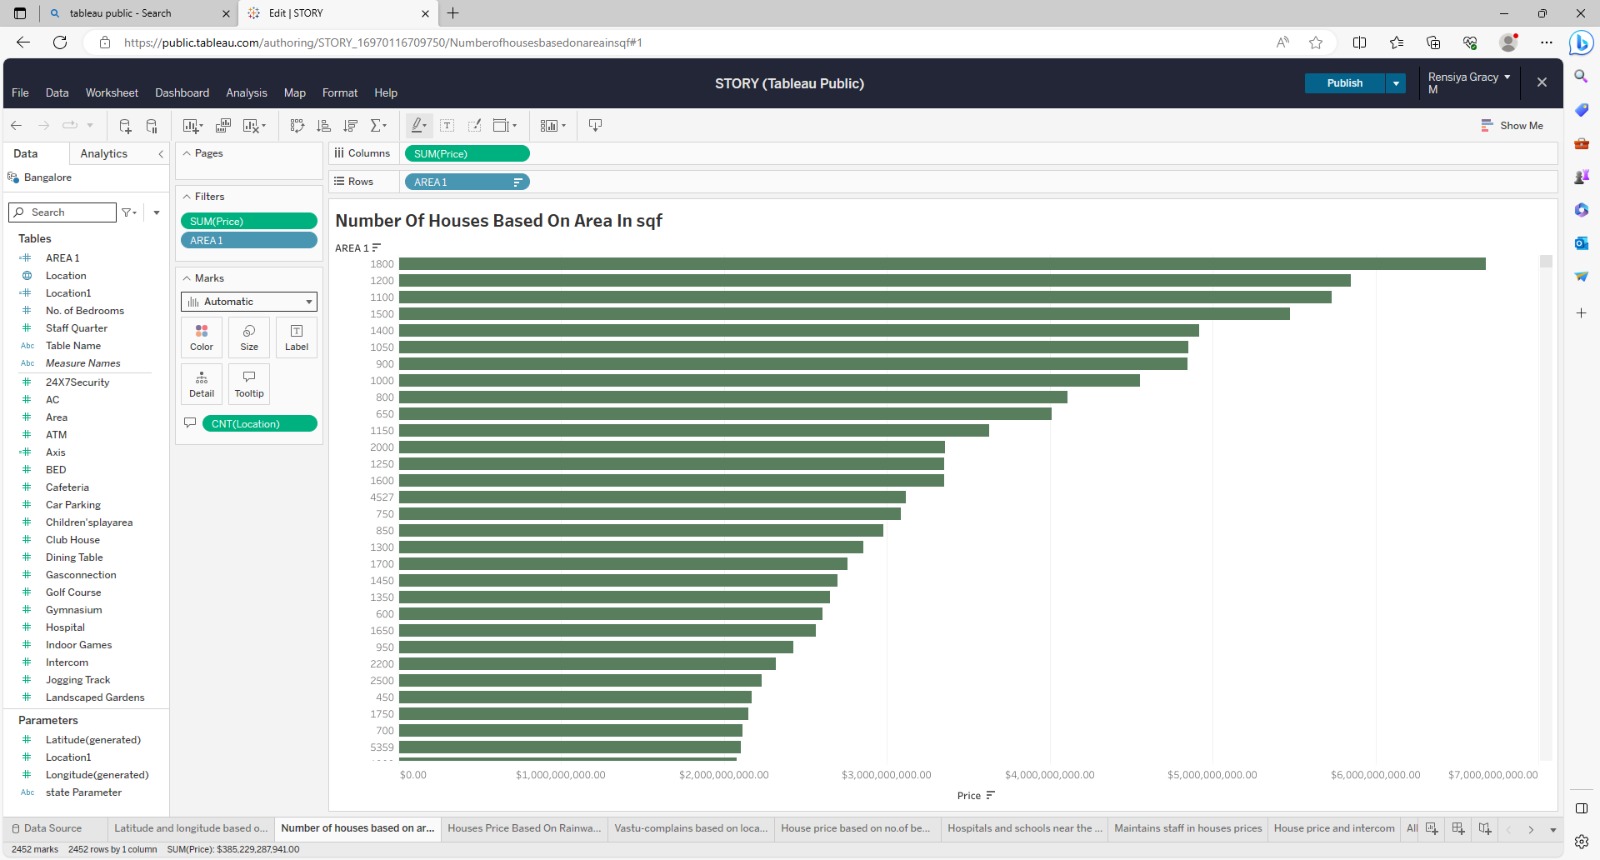 tableau public - Search
Edit | STORY
https://public.tableau.com/authoring/STORY_16970116709750/Numberofhousesbasedonareainsqf#1
STORY (Tableau Public)
Publish
Rensiya Gracy
M
File Data Worksheet Dashboard Analysis Map Format Help
Show Me
Data Analytics
Bangalore
Search
Tables
AREA 1
Location
Location1
No. of Bedrooms
Staff Quarter
Abc Table Name
Abc Measure Names
24X7Security
AC
Area
ATM
Axis
BED
Cafeteria
Car Parking
Children'splayarea
Club House
Dining Table
Gasconnection
Golf Course
Gymnasium
Hospital
Indoor Games
Intercom
Jogging Track
Landscaped Gardens
Parameters
Latitude(generated)
Location1
Longitude(generated)
Abc state Parameter
Pages
Filters
SUM(Price)
AREA 1
Marks
Automatic
Color Size Label
Detail Tooltip
CNT(Location)
Columns SUM(Price)
Rows AREA 1
Number Of Houses Based On Area In sqf
AREA 1
1800
1200
1100
1500
1400
1050
900
1000
800
650
1150
2000
1250
1600
4527
750
850
1300
1700
1450
1350
600
1650
950
2200
2500
450
1750
700
5359
$0.00 $1,000,000,000.00 $2,000,000,000.00 $3,000,000,000.00 $4,000,000,000.00 $5,000,000,000.00 $6,000,000,000.00 $7,000,000,000.00
Price
Data Source Latitude and longitude based o... Number of houses based on ar... Houses Price Based On Rainwa... Vastu-complains based on loca... House price based on no.of be... Hospitals and schools near the ... Maintains staff in houses prices House price and intercom All
2452 marks 2452 rows by 1 column SUM(Price): $385,229,287,941.00